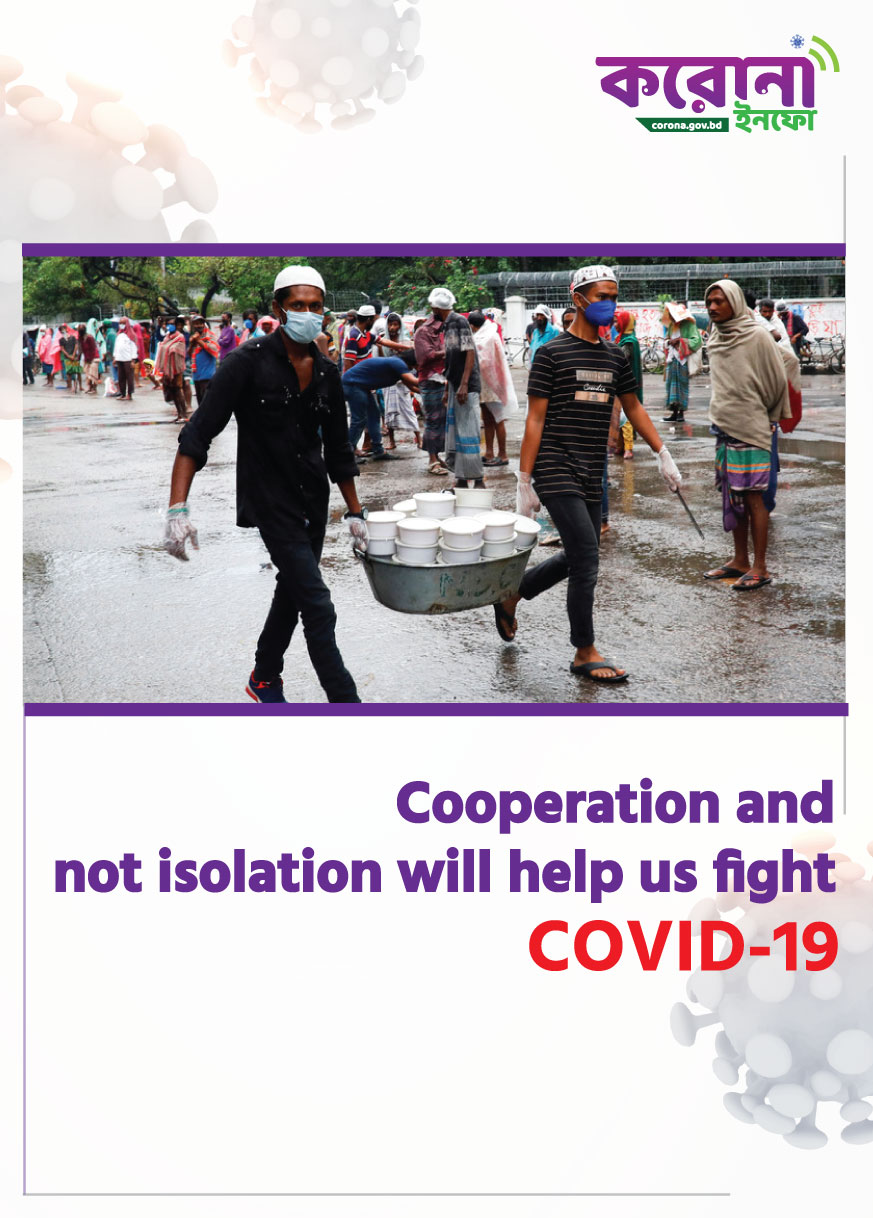 করোনা
ইনফো
corona.gov.bd
Cooperation and
not isolation will help us fight
COVID-19